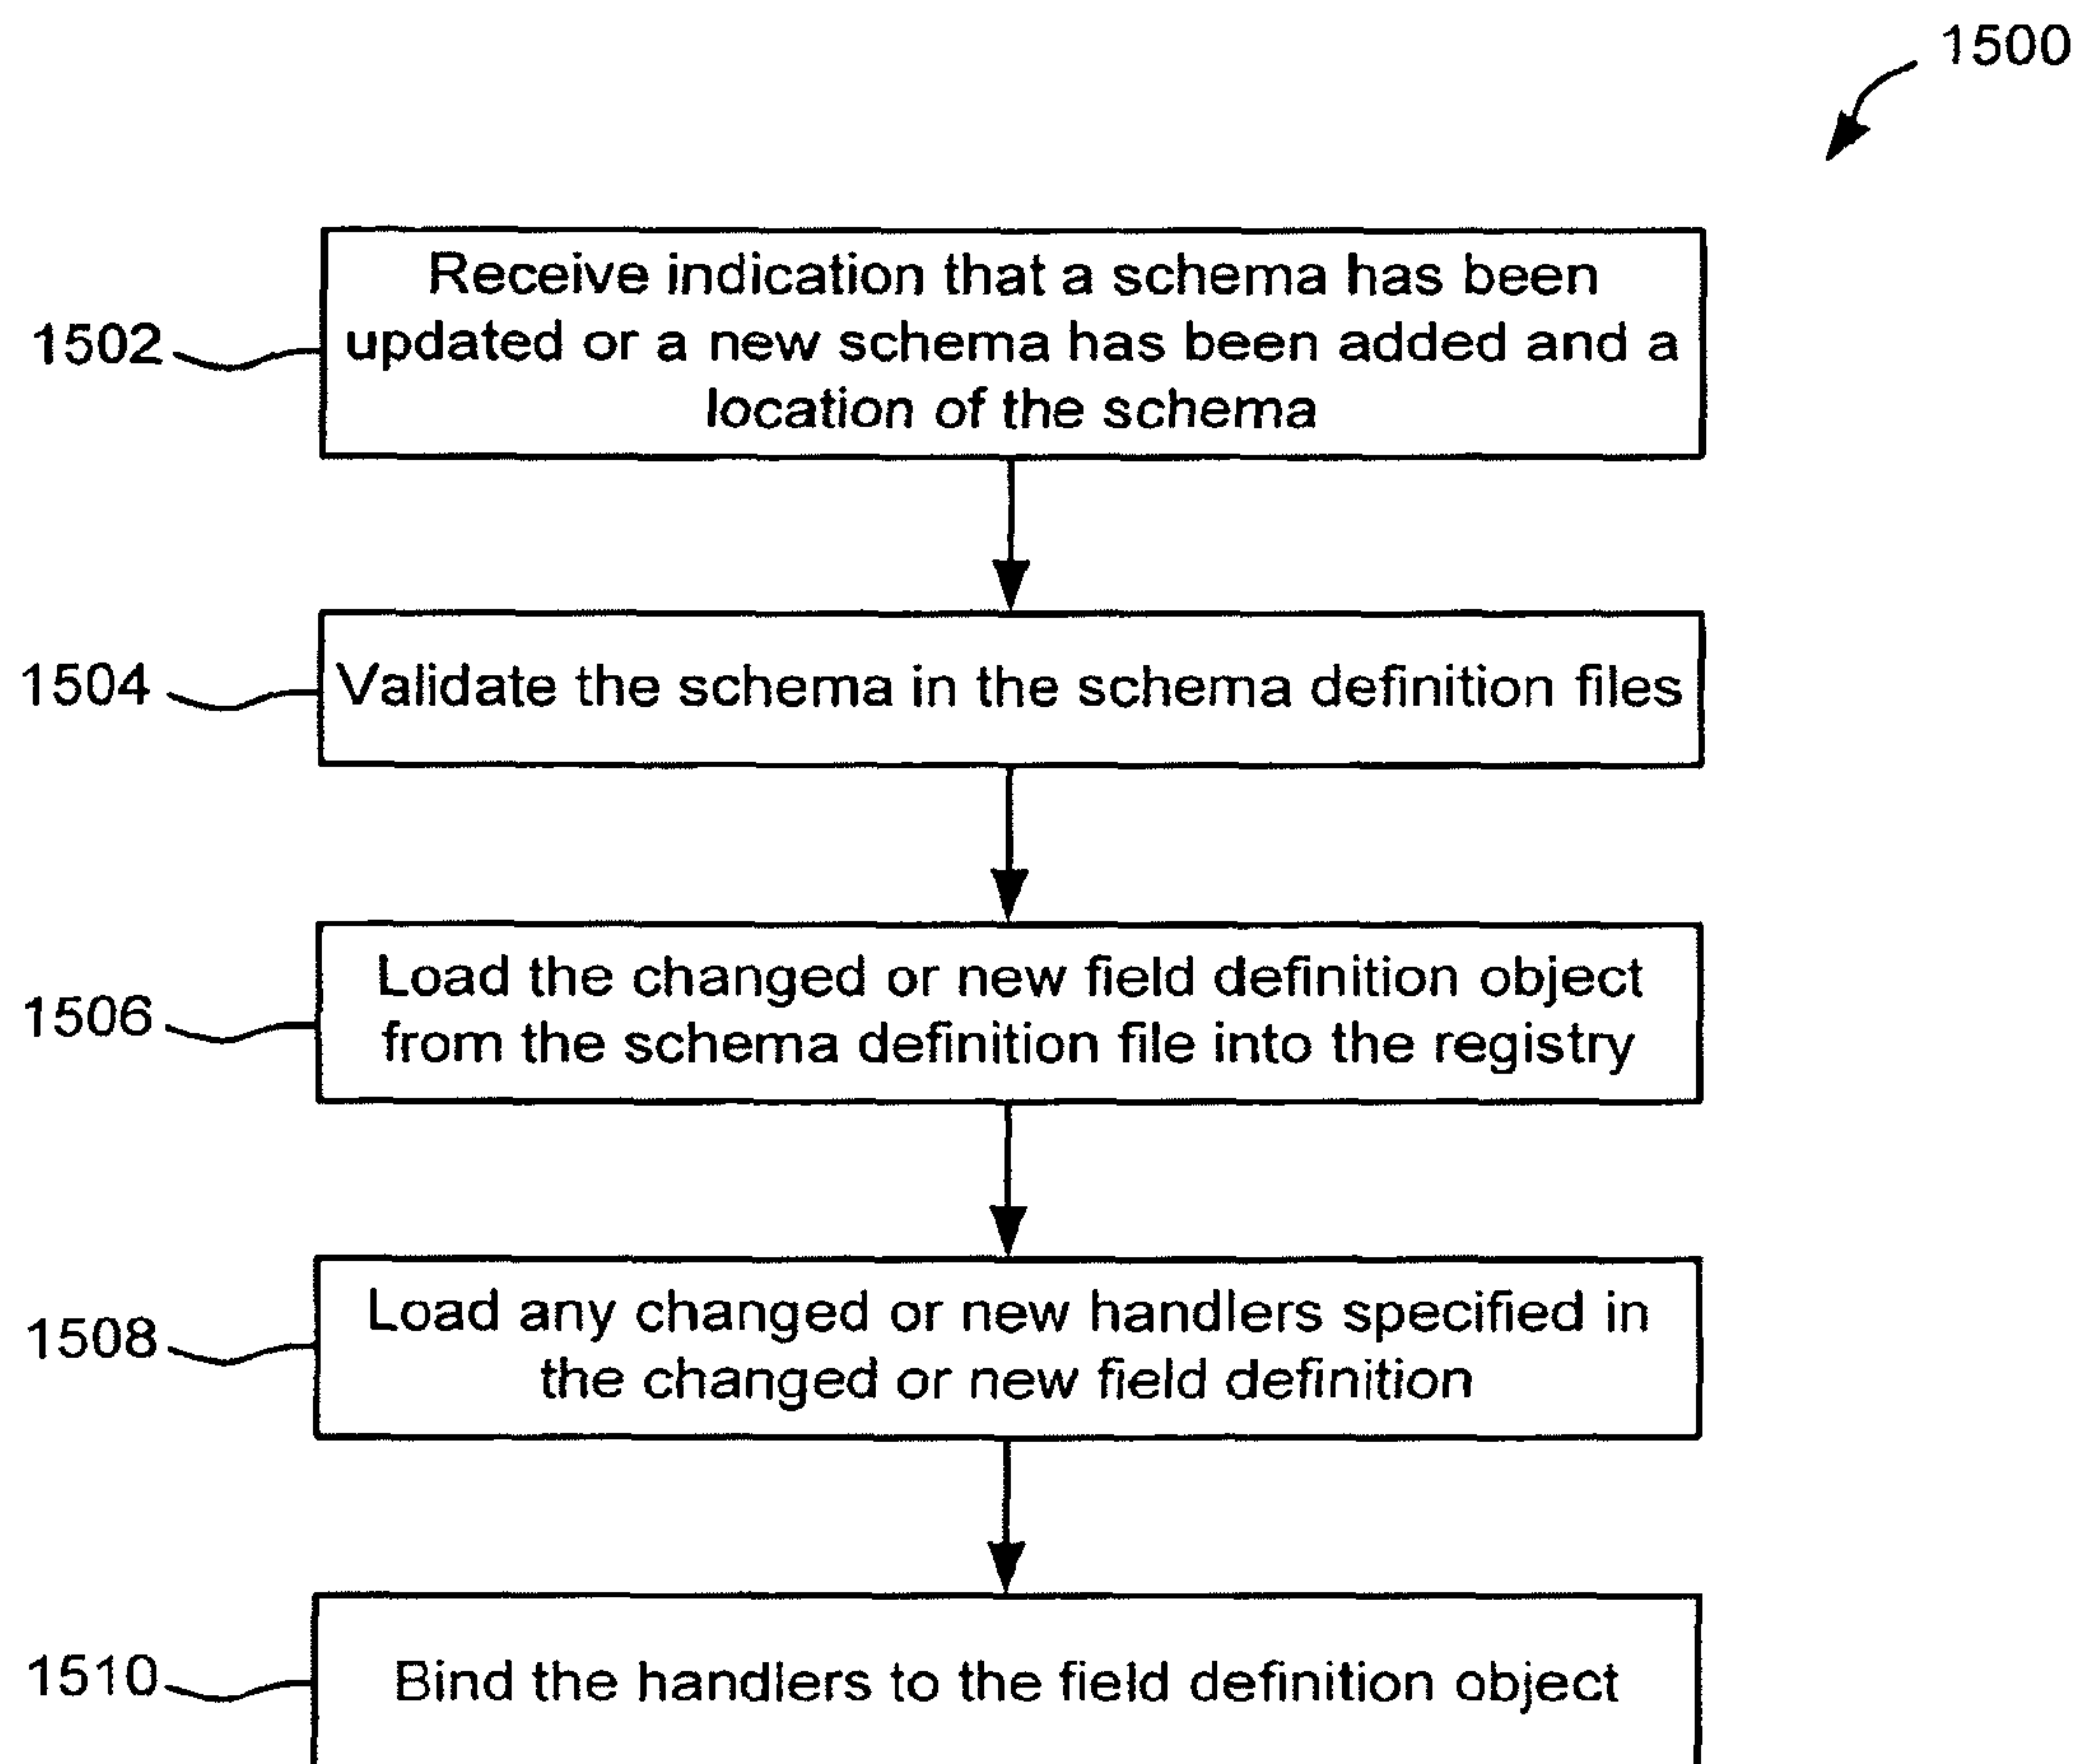 1500
Receive indication that a schema has been
updated or a new schema has been added and a
location of the schema
1502
Validate the schema in the schema definition files
1504
Load the changed or new field definition object
from the schema definition file into the registry
1506
Load any changed or new handlers specified in
the changed or new field definition
1508
Bind the handlers to the field definition object
1510